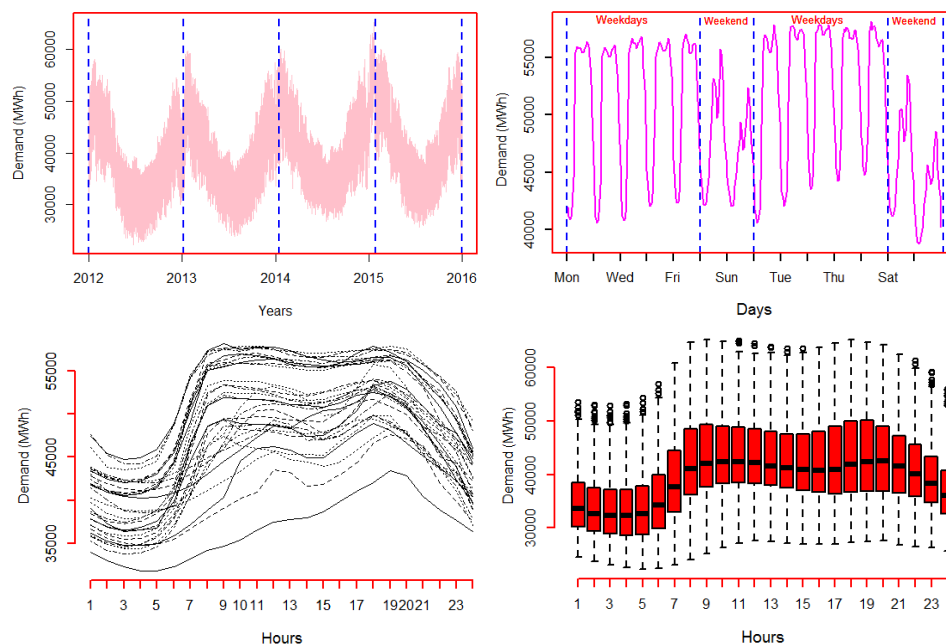 60000
50000
40000
30000
Demand (MWh)
2012 2013 2014 2015 2016
Years
Weekdays Weekend Weekdays Weekend
55000
50000
45000
40000
Demand (MWh)
Mon Wed Fri Sun Tue Thu Sat
Days
55000
45000
35000
Demand (MWh)
1 3 5 7 9 10 11 13 15 17 19 20 21 23
Hours
60000
50000
40000
30000
Demand (MWh)
1 3 5 7 9 11 13 15 17 19 21 23
Hours